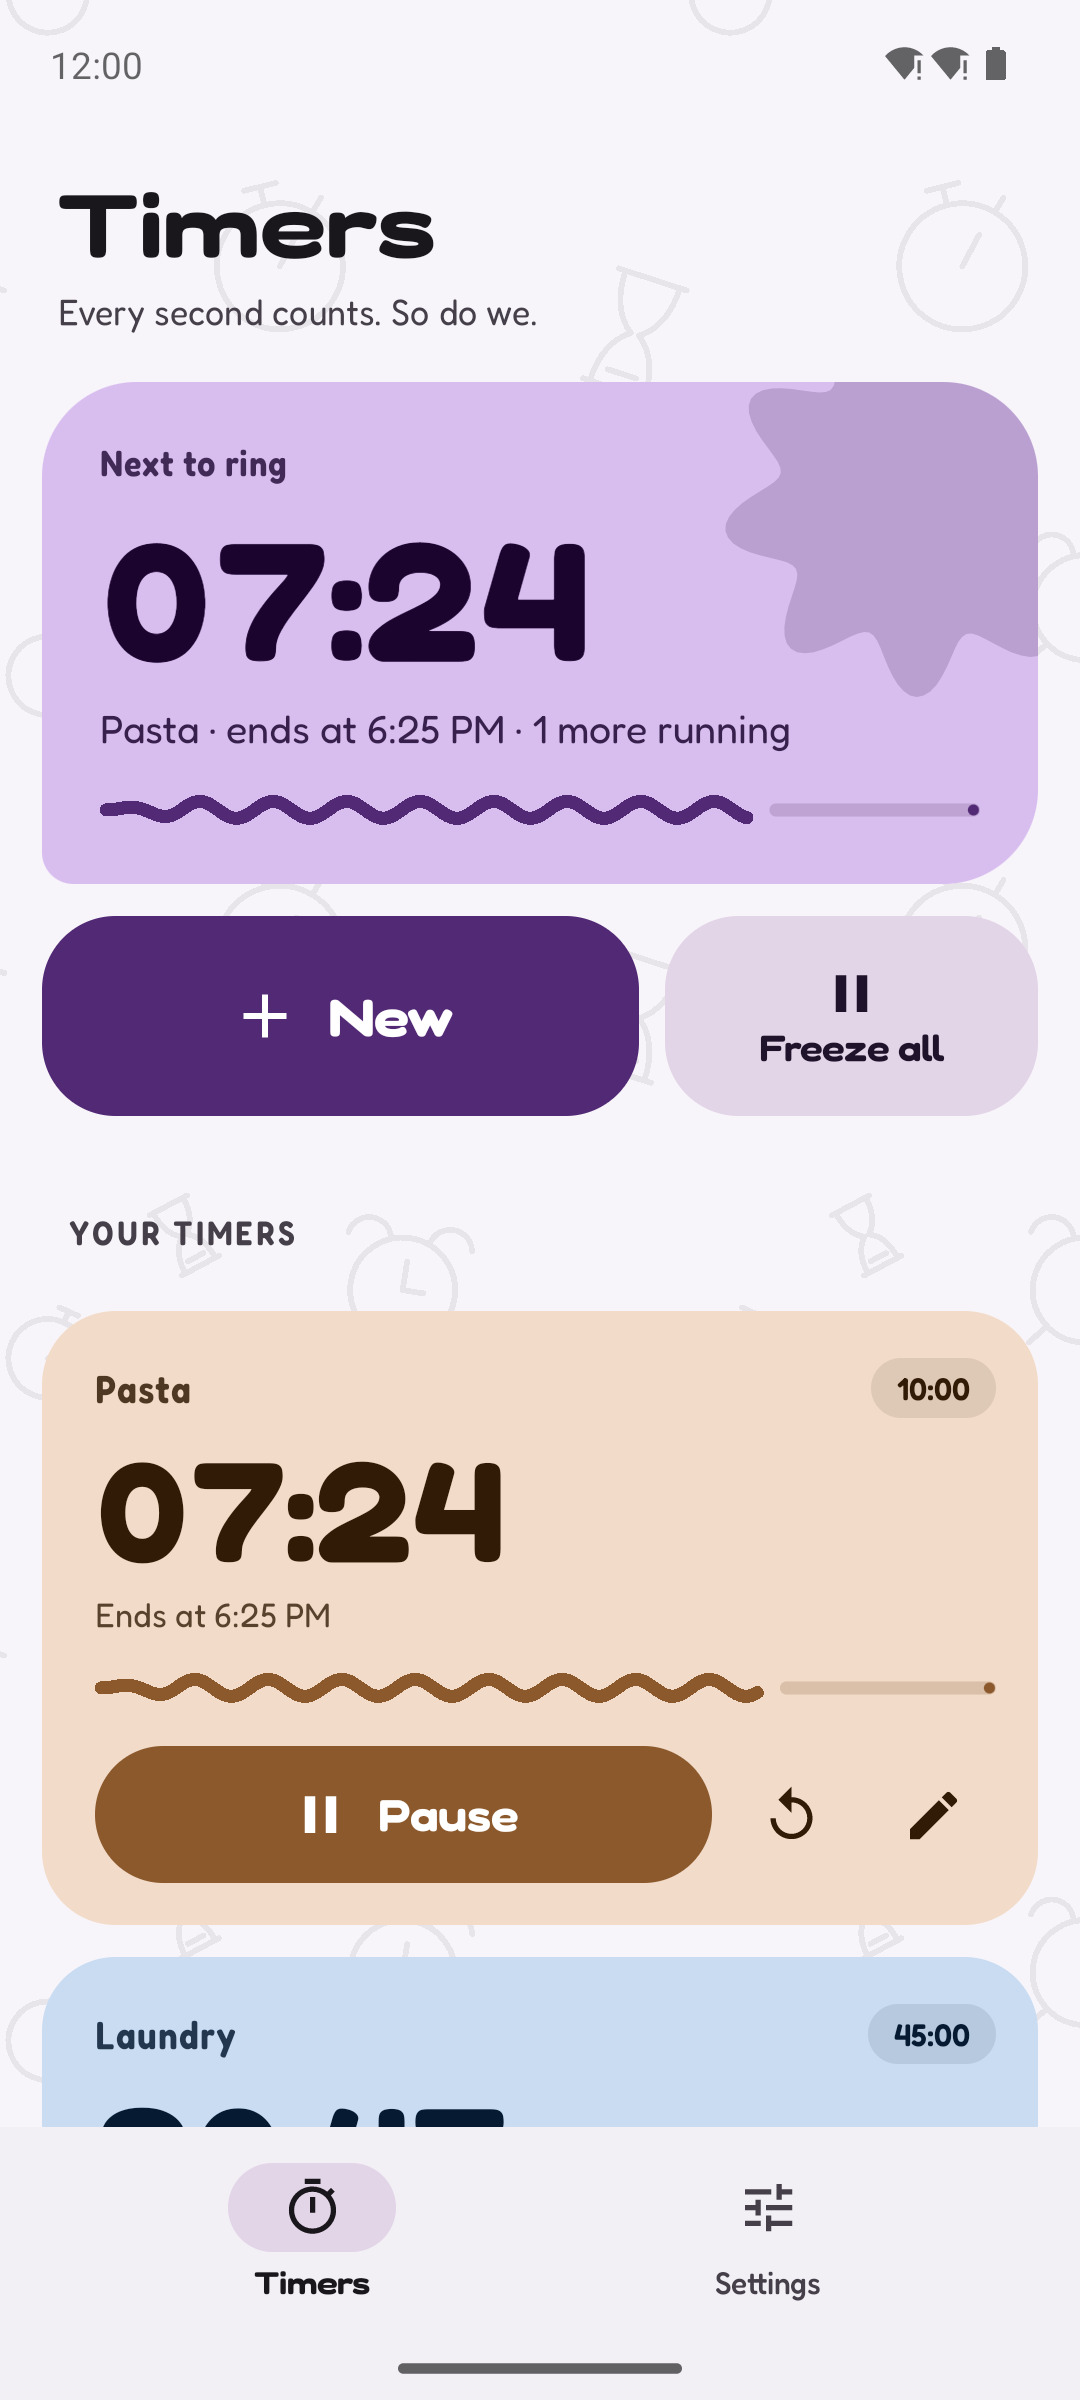 12:00
Timers
Every second counts. So do we.
Next to ring
07:24
Pasta · ends at 6:25 PM · 1 more running
New
Freeze all
YOUR TIMERS
Pasta
10:00
07:24
Ends at 6:25 PM
Pause
Laundry
45:00
Timers
Settings